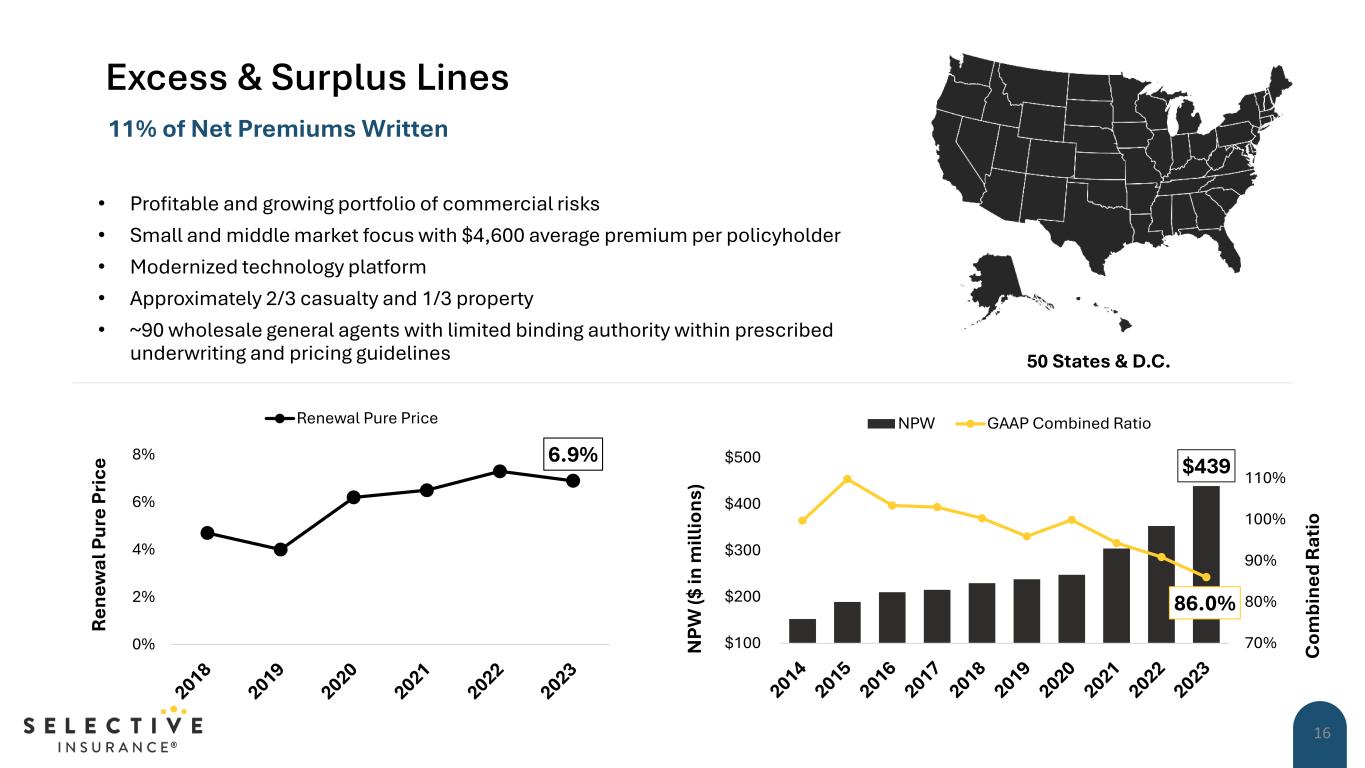 Excess & Surplus Lines
11% of Net Premiums Written
• Profitable and growing portfolio of commercial risks
• Small and middle market focus with $4,600 average premium per policyholder
• Modernized technology platform
• Approximately 2/3 casualty and 1/3 property
• ~90 wholesale general agents with limited binding authority within prescribed
underwriting and pricing guidelines
50 States & D.C.
Renewal Pure Price
Renewal Pure Price
8%
6%
4%
2%
0%
6.9%
2018
2019
2020
2021
2022
2023
NPW
GAAP Combined Ratio
NPW ($ in millions)
$500
$400
$300
$200
$100
$439
86.0%
110%
100%
90%
80%
70%
Combined Ratio
2014
2015
2016
2017
2018
2019
2020
2021
2022
2023
SELECTIVE
INSURANCE®
16